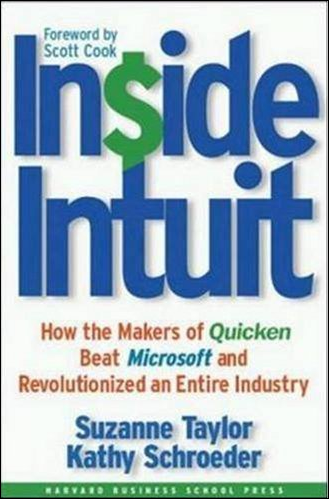 Foreword by
Scott Cook
In$ide
Intuit
How the Makers of Quicken
Beat Microsoft and
Revolutionized an Entire Industry
Suzanne Taylor
Kathy Schroeder
HARVARD BUSINESS SCHOOL PRESS